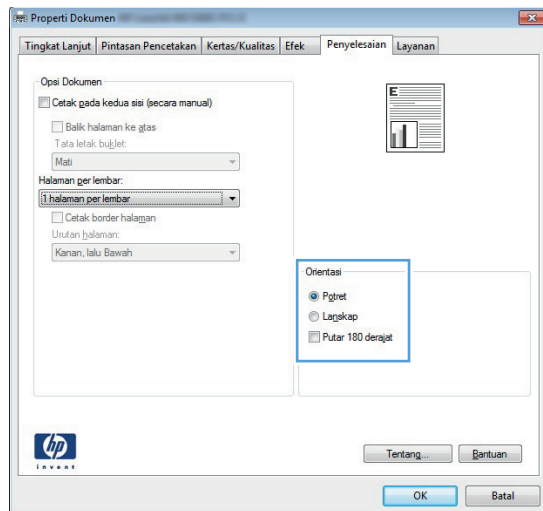 Properti Dokumen
Tingkat Lanjut Pintasan Pencetakan Kertas/Kualitas Efek Penyelesaian Layanan
Opsi Dokumen
Cetak pada kedua sisi (secara manual)
Balik halaman ke atas
Tata letak buklet:
Mati
Halaman per lembar:
1 halaman per lembar
Cetak border halaman
Urutan halaman:
Kanan, lalu Bawah
E
Orientasi
Potret
Lanskap
Putar 180 derajat
hp
invent
Tentang... Bantuan
OK Batal